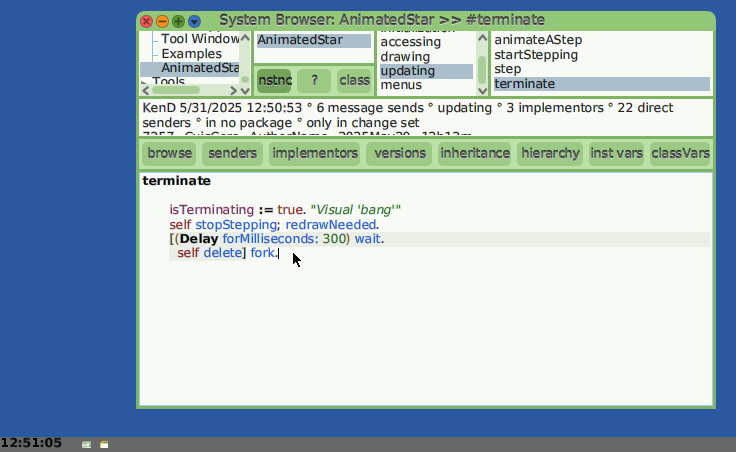 System Browser: AnimatedStar >> #terminate
Tool Window
Examples
AnimatedSta
Tools
AnimatedStar
nstnc ? class
accessing
drawing
updating
menus
animateAStep
startStepping
step
terminate
KenD 5/31/2025 12:50:53 ° 6 message sends ° updating ° 3 implementors ° 22 direct
senders ° in no package ° only in change set
browse senders implementors versions inheritance hierarchy inst vars classVars
terminate
isTerminating := true. "Visual 'bang'"
self stopStepping; redrawNeeded.
[(Delay forMilliseconds: 300) wait.
self delete] fork.
12:51:05